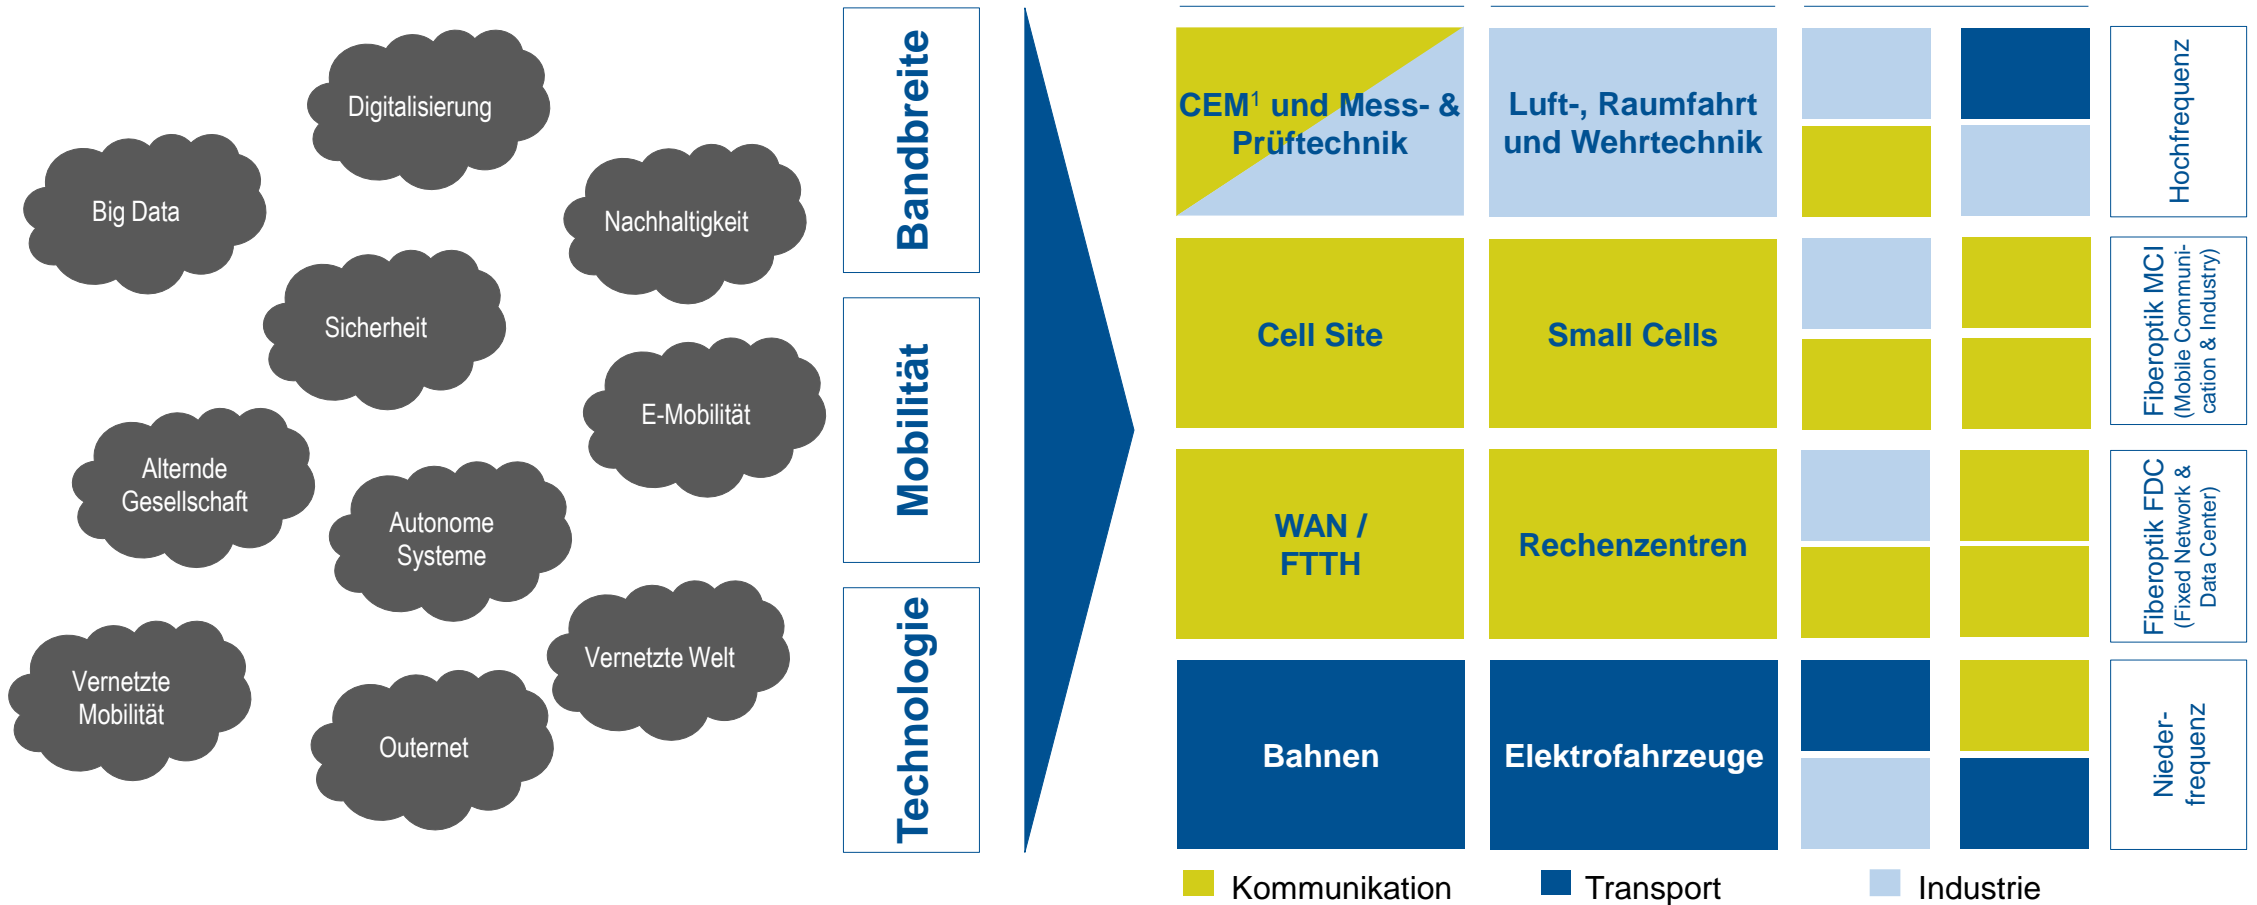 Digitalisierung
Big Data
Nachhaltigkeit
Sicherheit
E-Mobilität
Alternde
Gesellschaft
Autonome
Systeme
Vernetzte Welt
Vernetzte
Mobilität
Outernet
Bandbreite
Mobilität
Technologie
CEM¹ und Mess- &
Prüftechnik
Luft-, Raumfahrt
und Wehrtechnik
Hochfrequenz
Cell Site
Small Cells
Fiberoptik MCI
(Mobile Communi-
cation & Industry)
WAN /
FTTH
Rechenzentren
Fiberoptik FDC
(Fixed Network &
Data Center)
Bahnen
Elektrofahrzeuge
Nieder-
frequenz
Kommunikation
Transport
Industrie